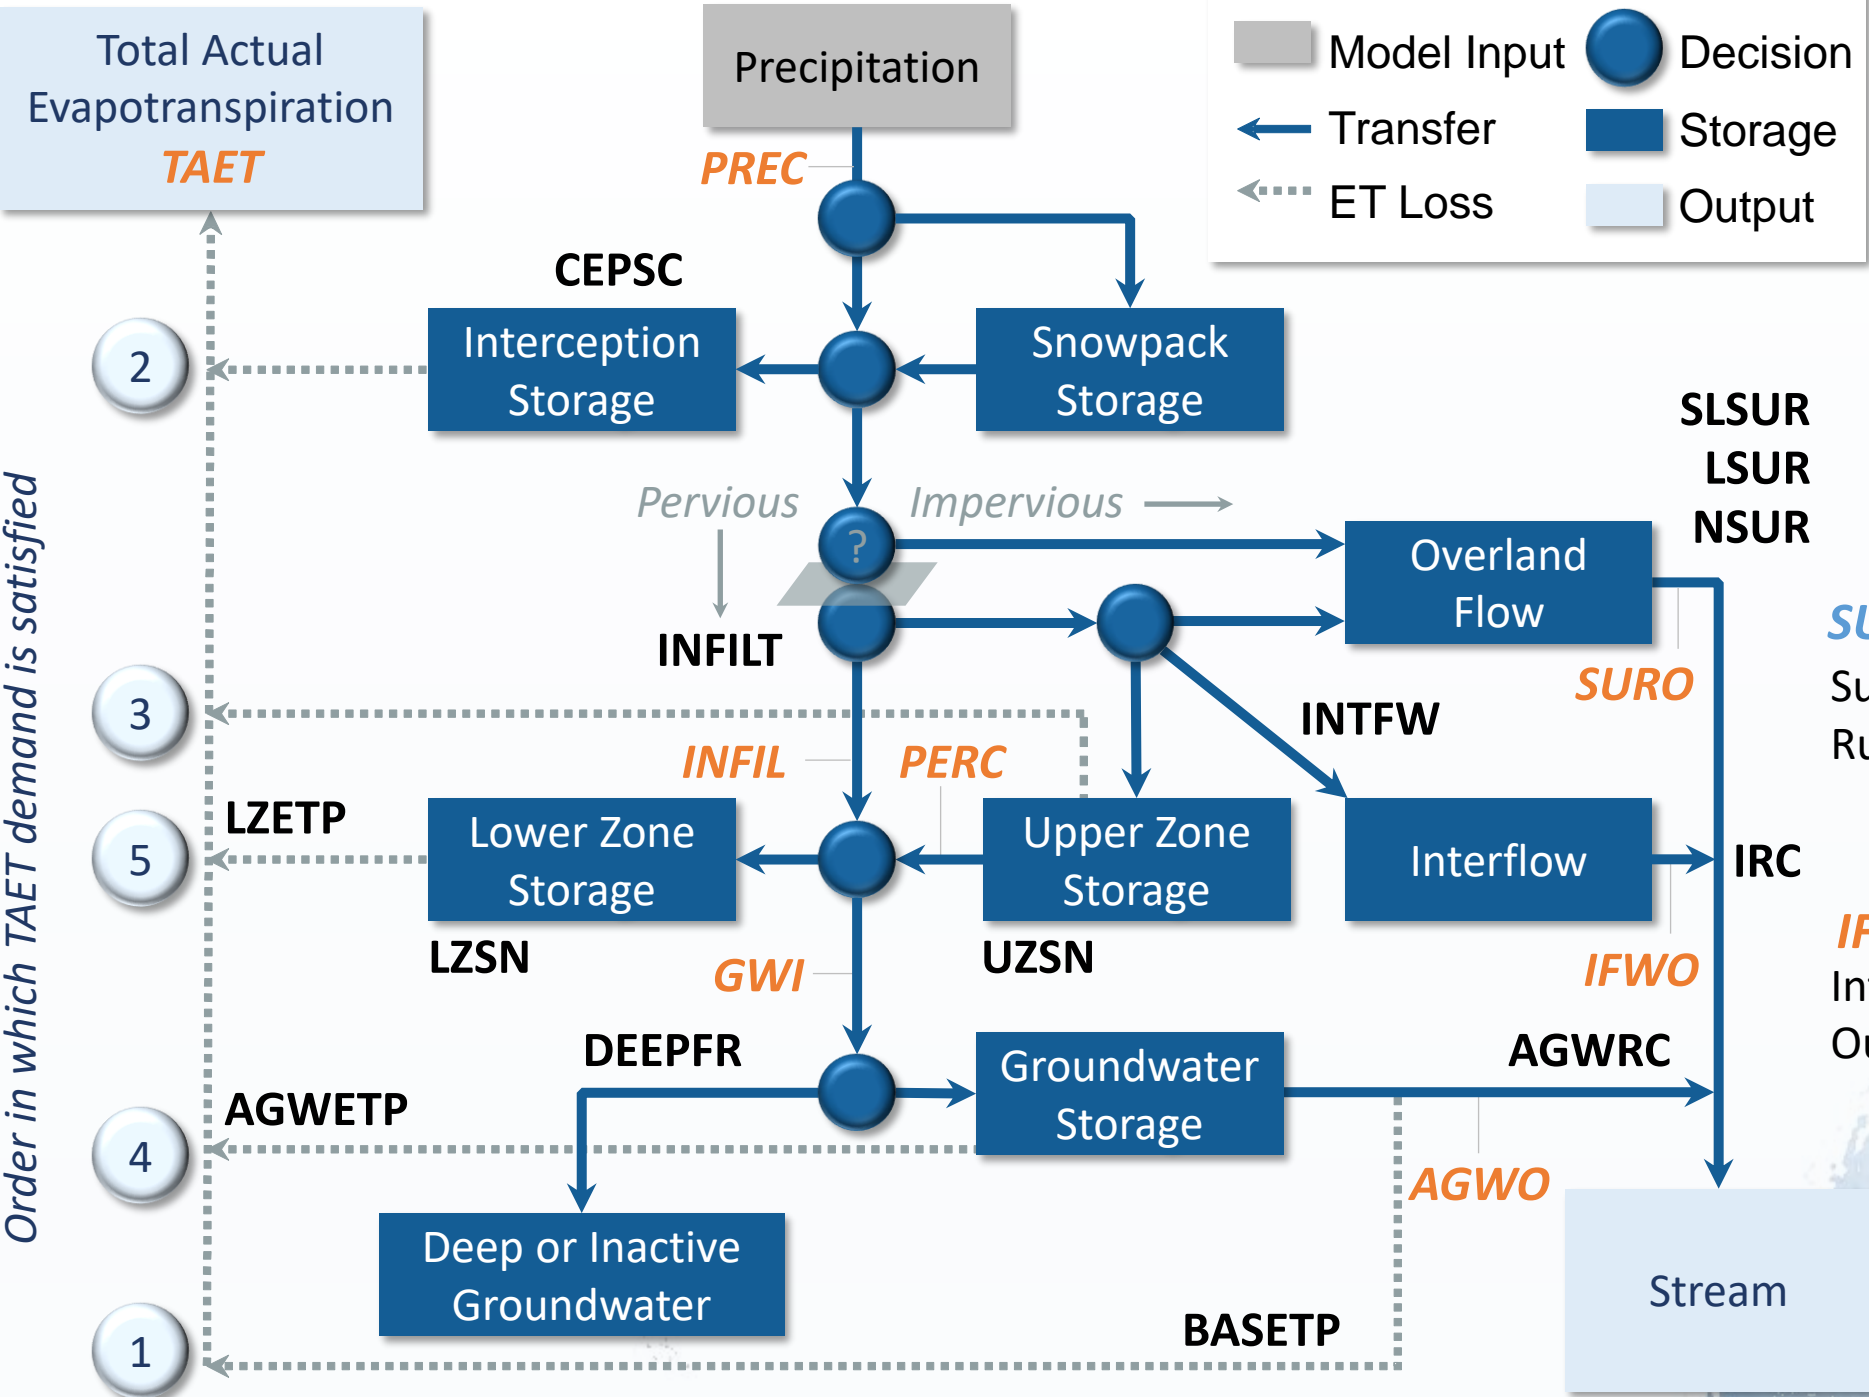 Total Actual
Evapotranspiration
TAET
Precipitation
PREC
Model Input
Decision
Transfer
Storage
ET Loss
Output
CEPSC
2
Interception
Storage
Snowpack
Storage
SLSUR
LSUR
NSUR
Pervious
Impervious
?
Overland
Flow
INFILT
SURO
3
INTFW
INFIL
PERC
LZETP
5
Lower Zone
Storage
Upper Zone
Storage
Interflow
IRC
LZSN
UZSN
GWI
IFWO
DEEPFR
Groundwater
Storage
AGWRC
AGWETP
4
AGWO
Deep or Inactive
Groundwater
Stream
BASETP
1
Order in which TAET demand is satisfied